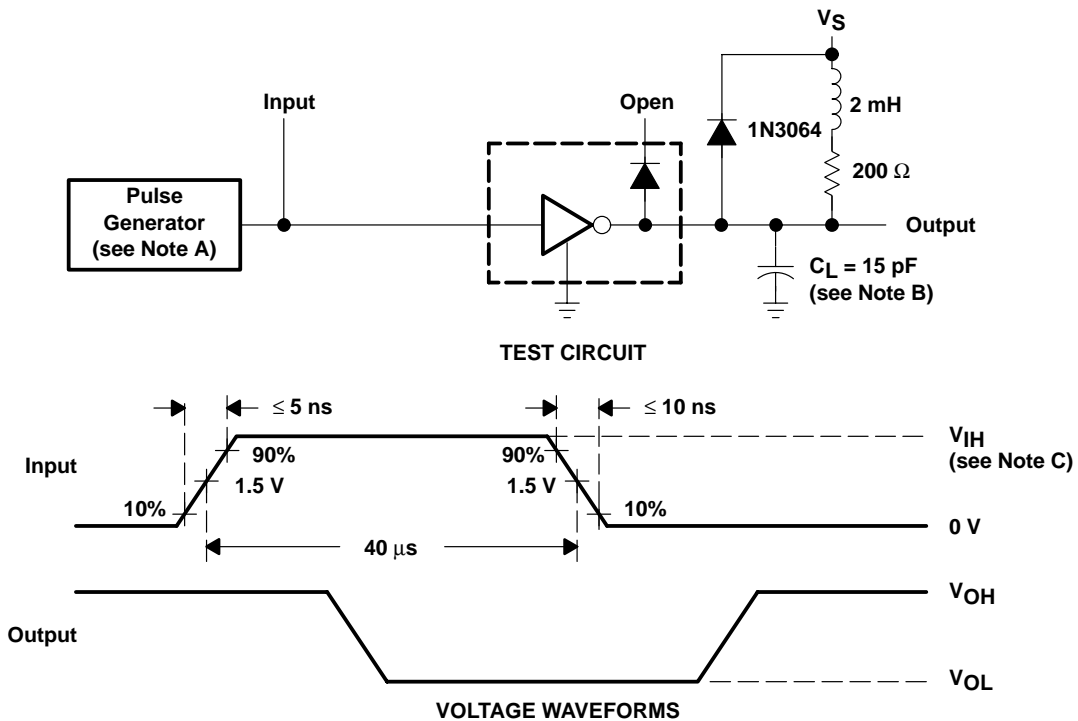 VS
Input
Open
2 mH
1N3064
200 Ω
Pulse
Generator
(see Note A)
Output
CL = 15 pF
(see Note B)
TEST CIRCUIT
≤ 5 ns
≤ 10 ns
Input
VIH
(see Note C)
90%
90%
1.5 V
1.5 V
10%
10%
0 V
40 μs
VOH
Output
VOL
VOLTAGE WAVEFORMS